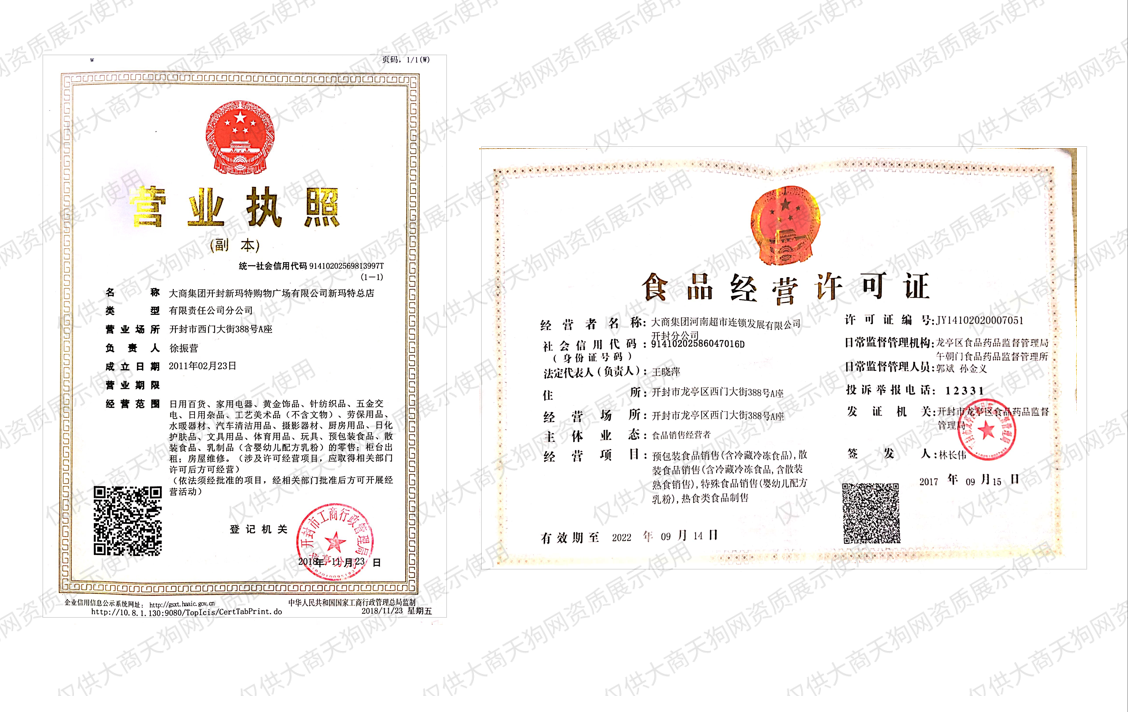 页码, 1/1(W)
营业执照
(副 本)
统一社会信用代码 91410202569813997T
(1-1)
名 称 大商集团开封新玛特购物广场有限公司新玛特总店
类 型 有限责任公司分公司
营业场所 开封市西门大街388号A座
负 责 人 徐振营
成立日期 2011年02月23日
营业期限
经营范围 日用百货、家用电器、黄金饰品、针纺织品、五金交
电、日用杂品、工艺美术品（不含文物）、劳保用品、
水暖器材、汽车清洁用品、摄影器材、厨房用品、日化
护肤品、文具用品、体育用品、玩具、预包装食品、散
装食品、乳制品（含婴幼儿配方乳粉）的零售; 柜台出
租; 房屋维修。（涉及许可经营项目, 应取得相关部门
许可后方可经营）
（依法须经批准的项目，经相关部门批准后方可开展经
营活动）
登记机关
开封市工商行政管理局
2018年 11月 23 日
企业信用信息公示系统网址: http://gsxt.haaic.gov.cn
中华人民共和国国家工商行政管理总局监制
http://10.8.1.130:9080/TopIcis/CertTabPrint.do
2018/11/23 星期五
食品经营许可证
经营者名称: 大商集团河南超市连锁发展有限公司
开封分公司
社会信用代码: 91410202586047016D
(身份证号码)
法定代表人(负责人): 王晓萍
住 所: 开封市龙亭区西门大街388号A座
经营场所: 开封市龙亭区西门大街388号A座
主体业态: 食品销售经营者
经营项目: 预包装食品销售(含冷藏冷冻食品), 散
装食品销售(含冷藏冷冻食品, 含散装
熟食销售), 特殊食品销售(婴幼儿配方
乳粉), 热食类食品制售
有效期至 2022 年 09 月 14 日
许可证编号: JY14102020007051
日常监督管理机构: 龙亭区食品药品监督管理局
午朝门食品药品监督管理所
日常监督管理人员: 郭斌 孙金义
投诉举报电话: 12331
发证机关: 开封市龙亭区食品药品监督
管理局
签发人: 林长伟
2017 年 09 月 15 日
仅供大商天狗网资质展示使用